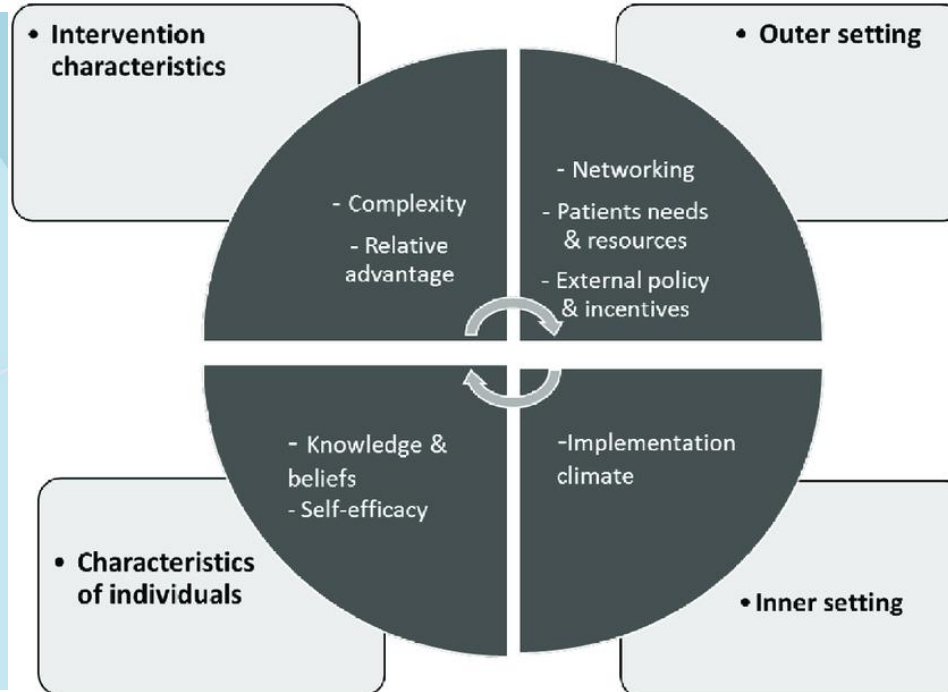 • Intervention
characteristics
• Outer setting
- Complexity
- Relative
advantage
- Networking
- Patients needs
& resources
- External policy
& incentives
- Knowledge &
beliefs
- Self-efficacy
-Implementation
climate
• Characteristics
of individuals
• Inner setting